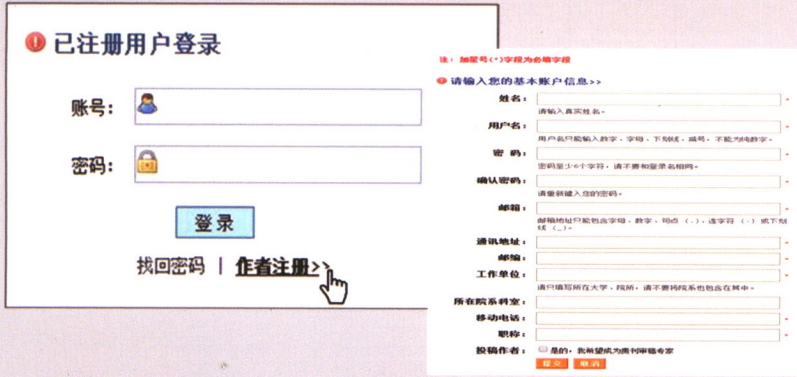 已注册用户登录
账号：
密码：
登录
找回密码 | 作者注册>>
注：加星号(*)字段为必填字段
请输入您的基本账户信息>>
姓名：
请输入真实姓名。
用户名：
用户名只能输入数字、字母、下划线、减号，不能为纯数字。
密 码：
密码至少6个字符，请不要和登录名相同。
确认密码：
请重新键入您的密码。
邮箱：
邮箱地址只能包含字母、数字、句点（.）、连字符（-）或下划
线（_）。
通讯地址：
邮编：
工作单位：
请只填写所在大学、院所，请不要将院系也包含在其中。
所在院系科室：
移动电话：
职称：
投稿作者： 是的，我希望成为贵刊审稿专家
提交 取消